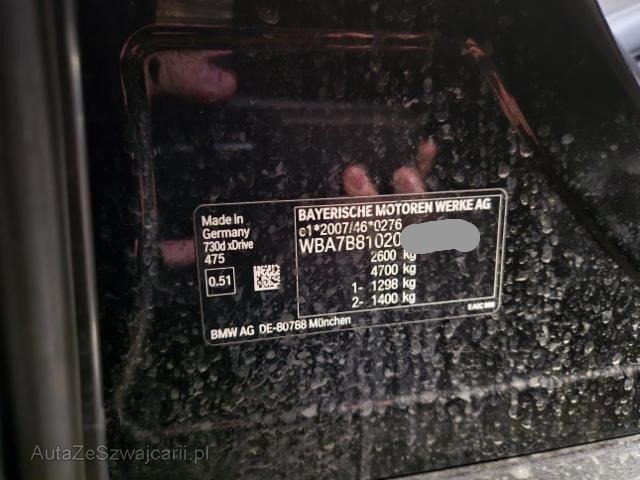 BAYERISCHE MOTOREN WERKE AG
e1*2007/46*0276
WBA7B81020
2600 kg
4700 kg
1- 1298 kg
2- 1400 kg
Made in
Germany
730d xDrive
475
0.51
BMW AG DE-80788 München
AutaZeSzwajcarii.pl